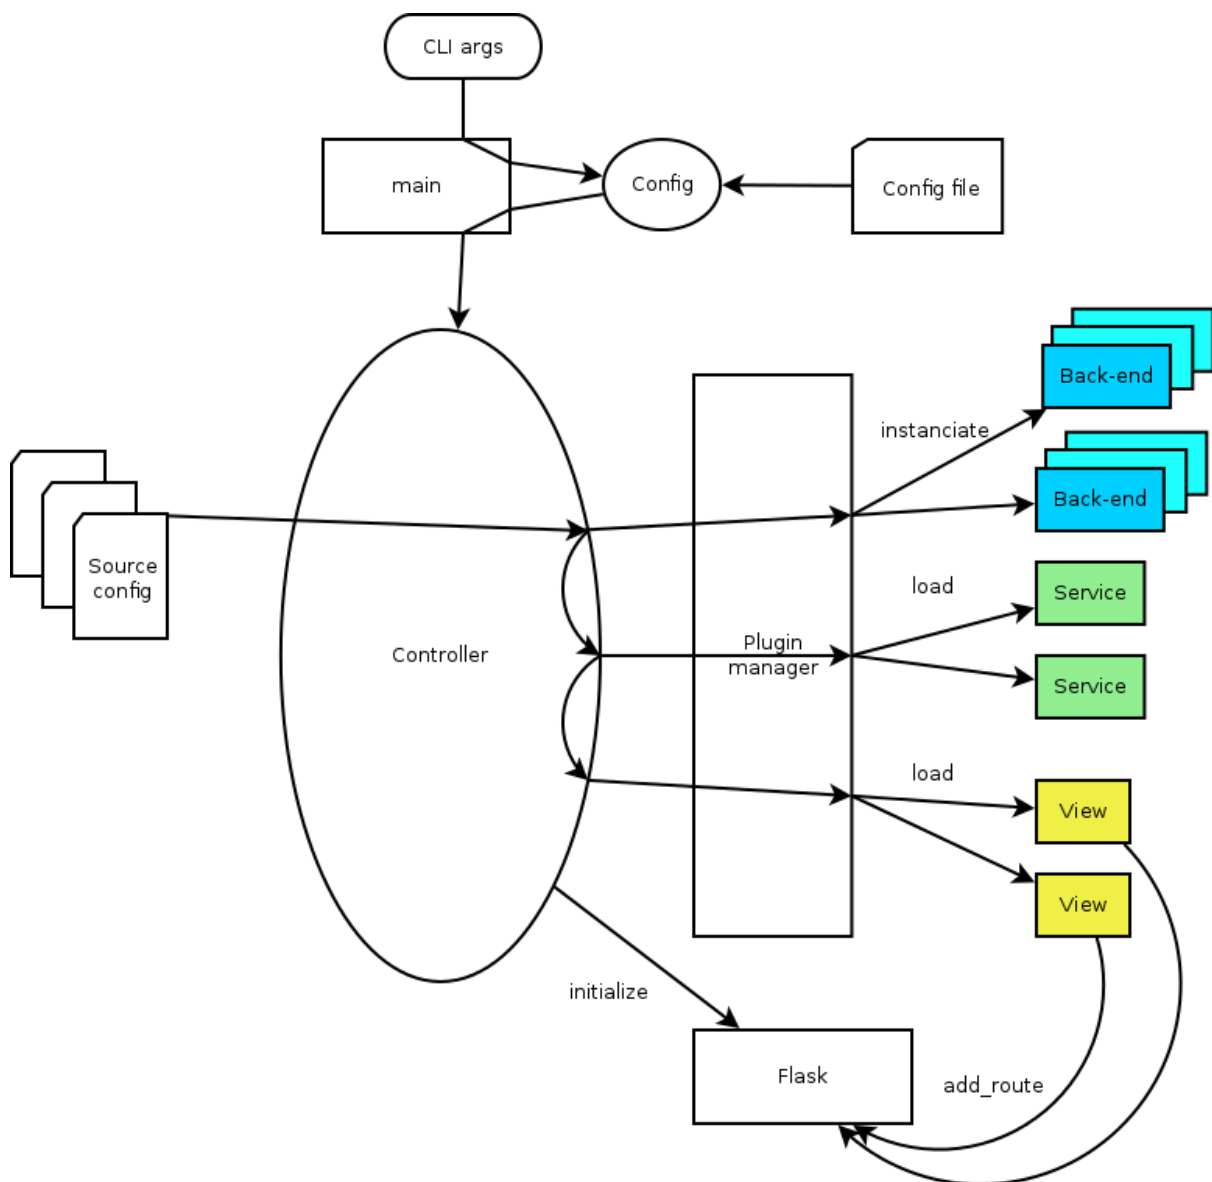 CLI args
main
Config
Config file
Back-end
instanciate
Back-end
Source
config
load
Service
Controller
Plugin
manager
Service
load
View
View
initialize
Flask
add_route